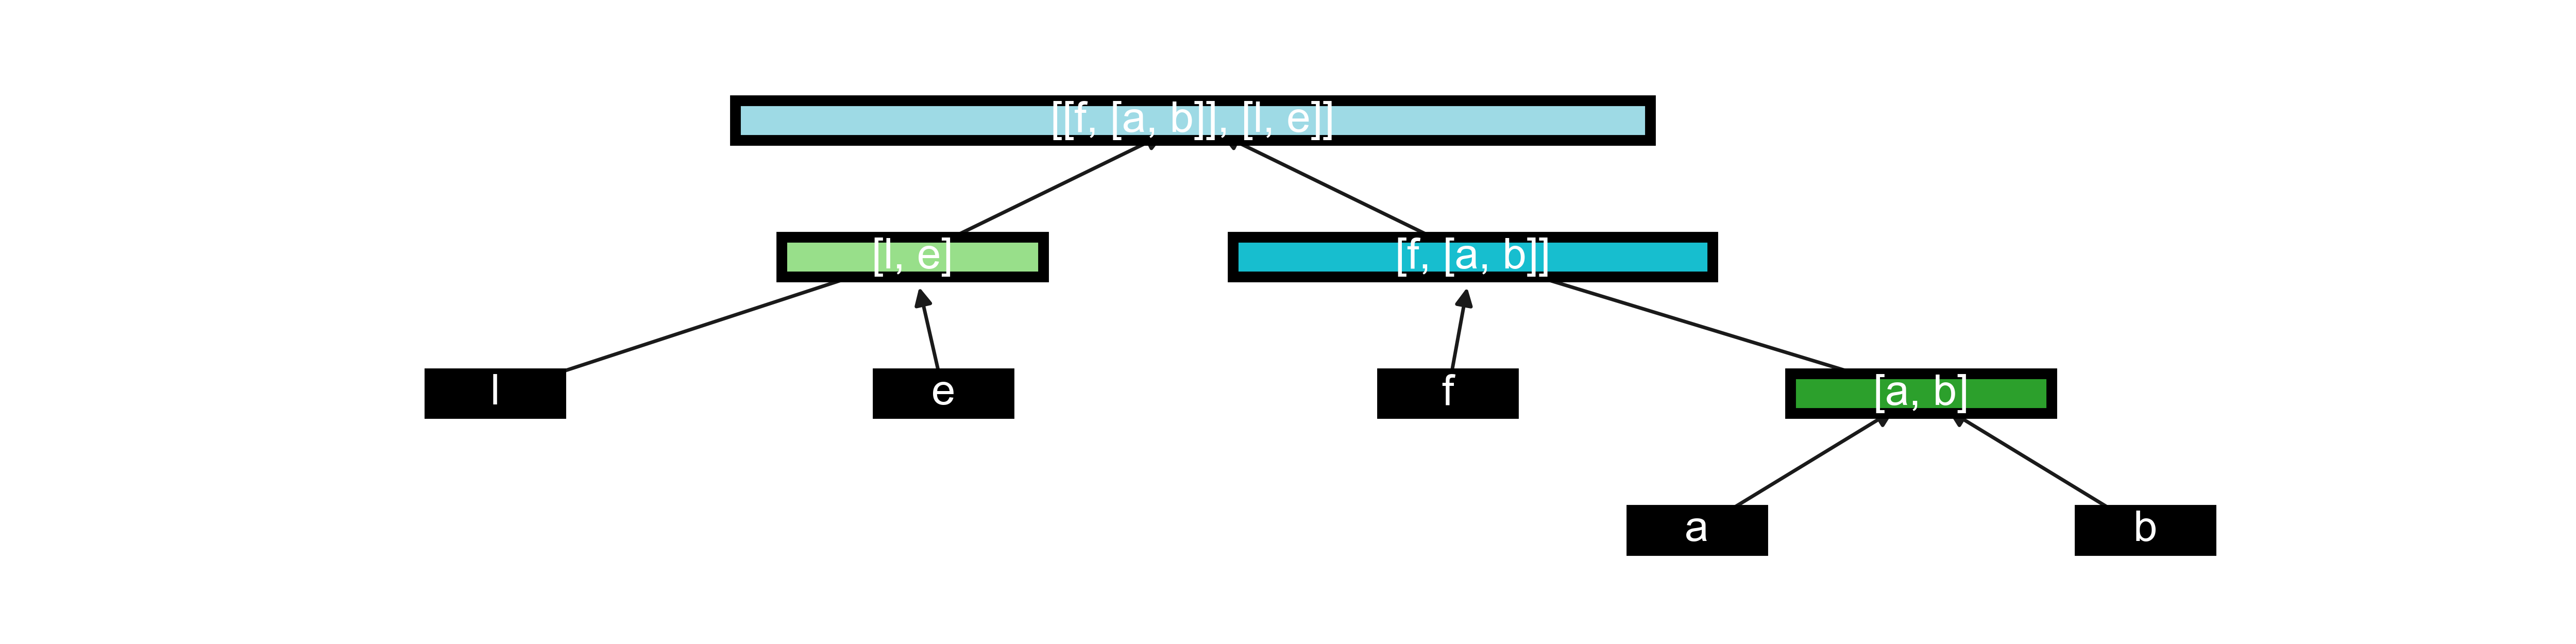 [[f, [a, b]], [l, e]]
[l, e]
[f, [a, b]]
l
e
f
[a, b]
a
b